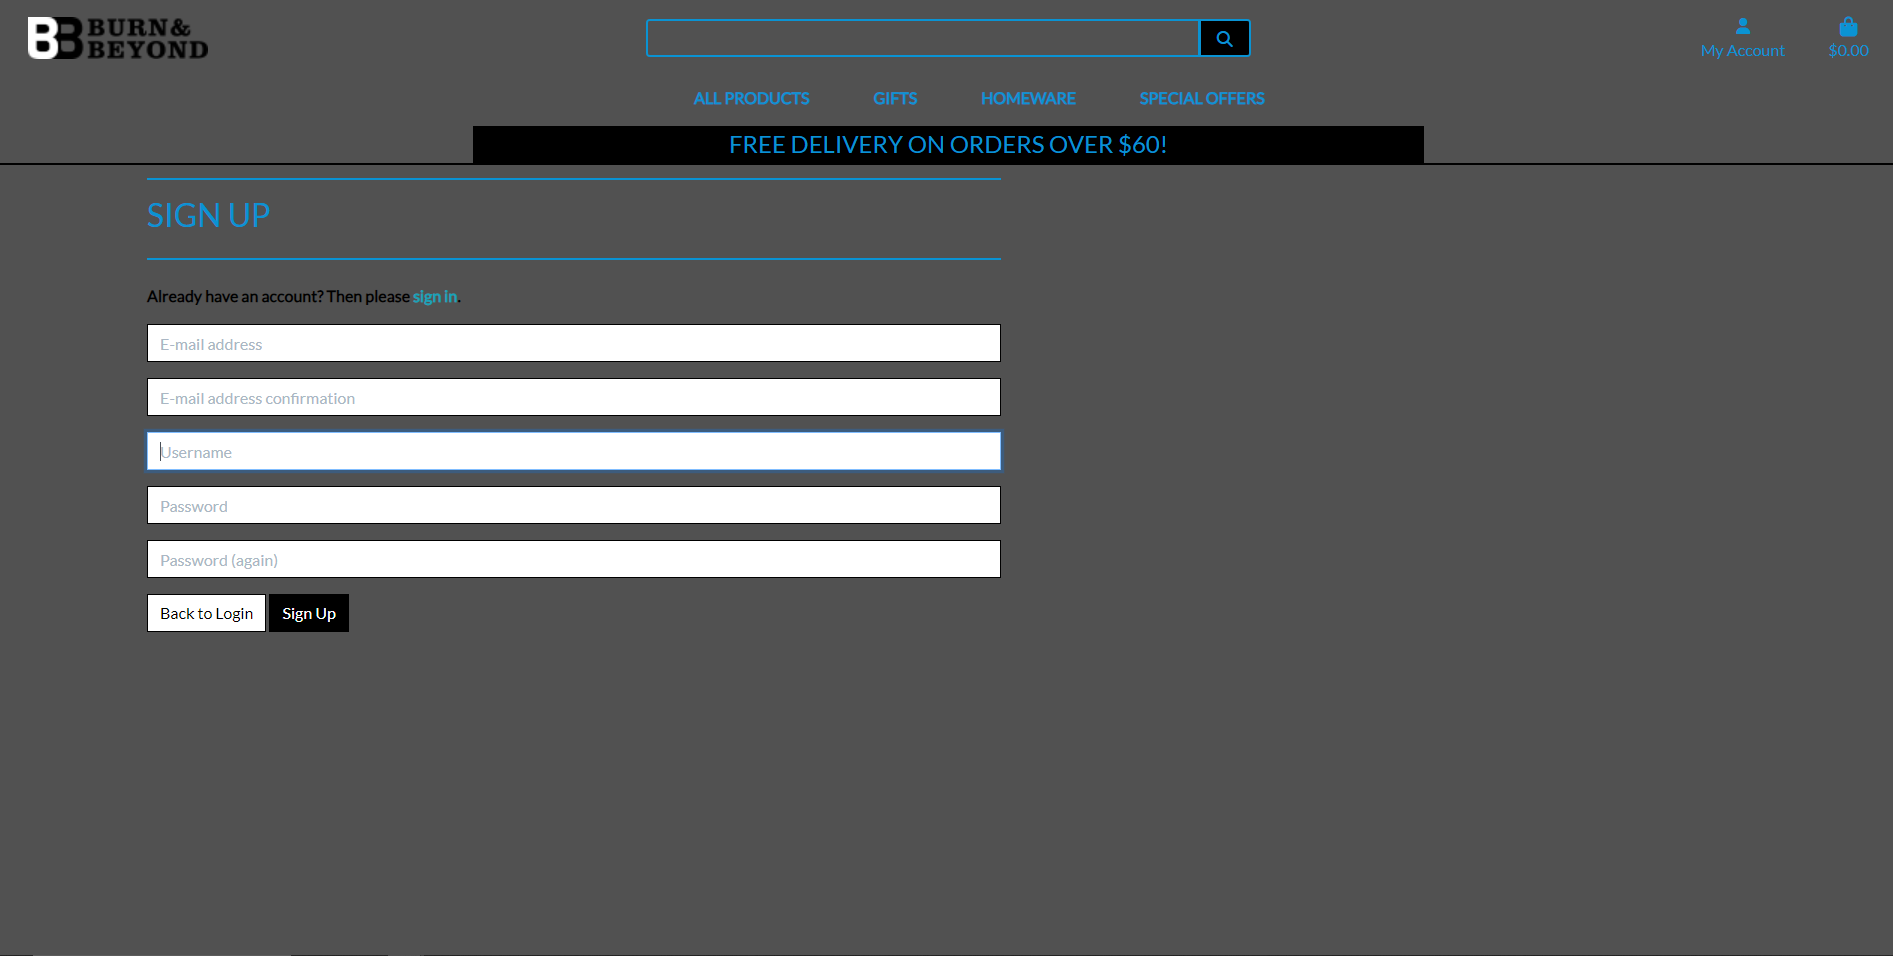 BB BURN&
BEYOND
My Account
$0.00
ALL PRODUCTS GIFTS HOMEWARE SPECIAL OFFERS
FREE DELIVERY ON ORDERS OVER $60!
SIGN UP
Already have an account? Then please sign in.
E-mail address
E-mail address confirmation
Username
Password
Password (again)
Back to Login Sign Up